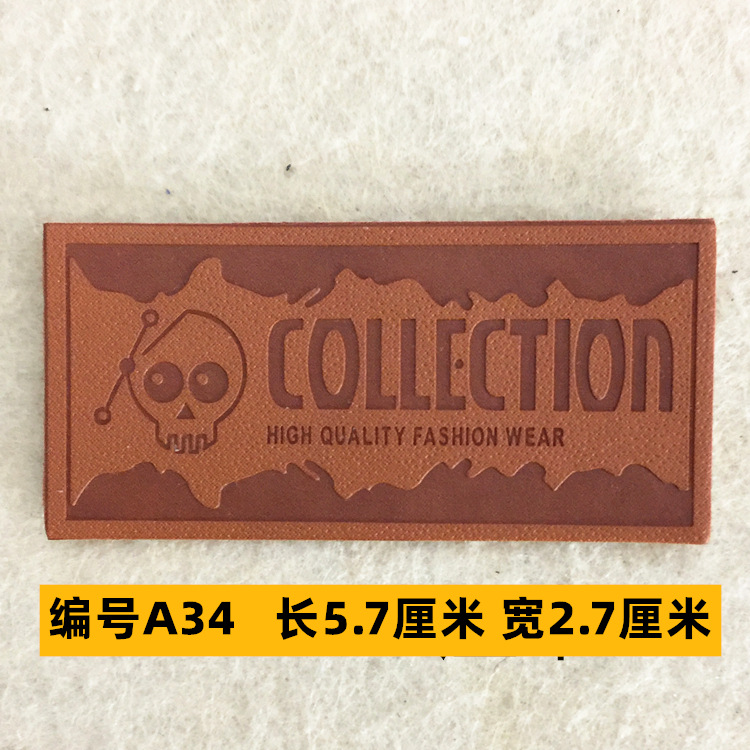 COLLECTION
HIGH QUALITY FASHION WEAR
编号A34 长5.7厘米 宽2.7厘米